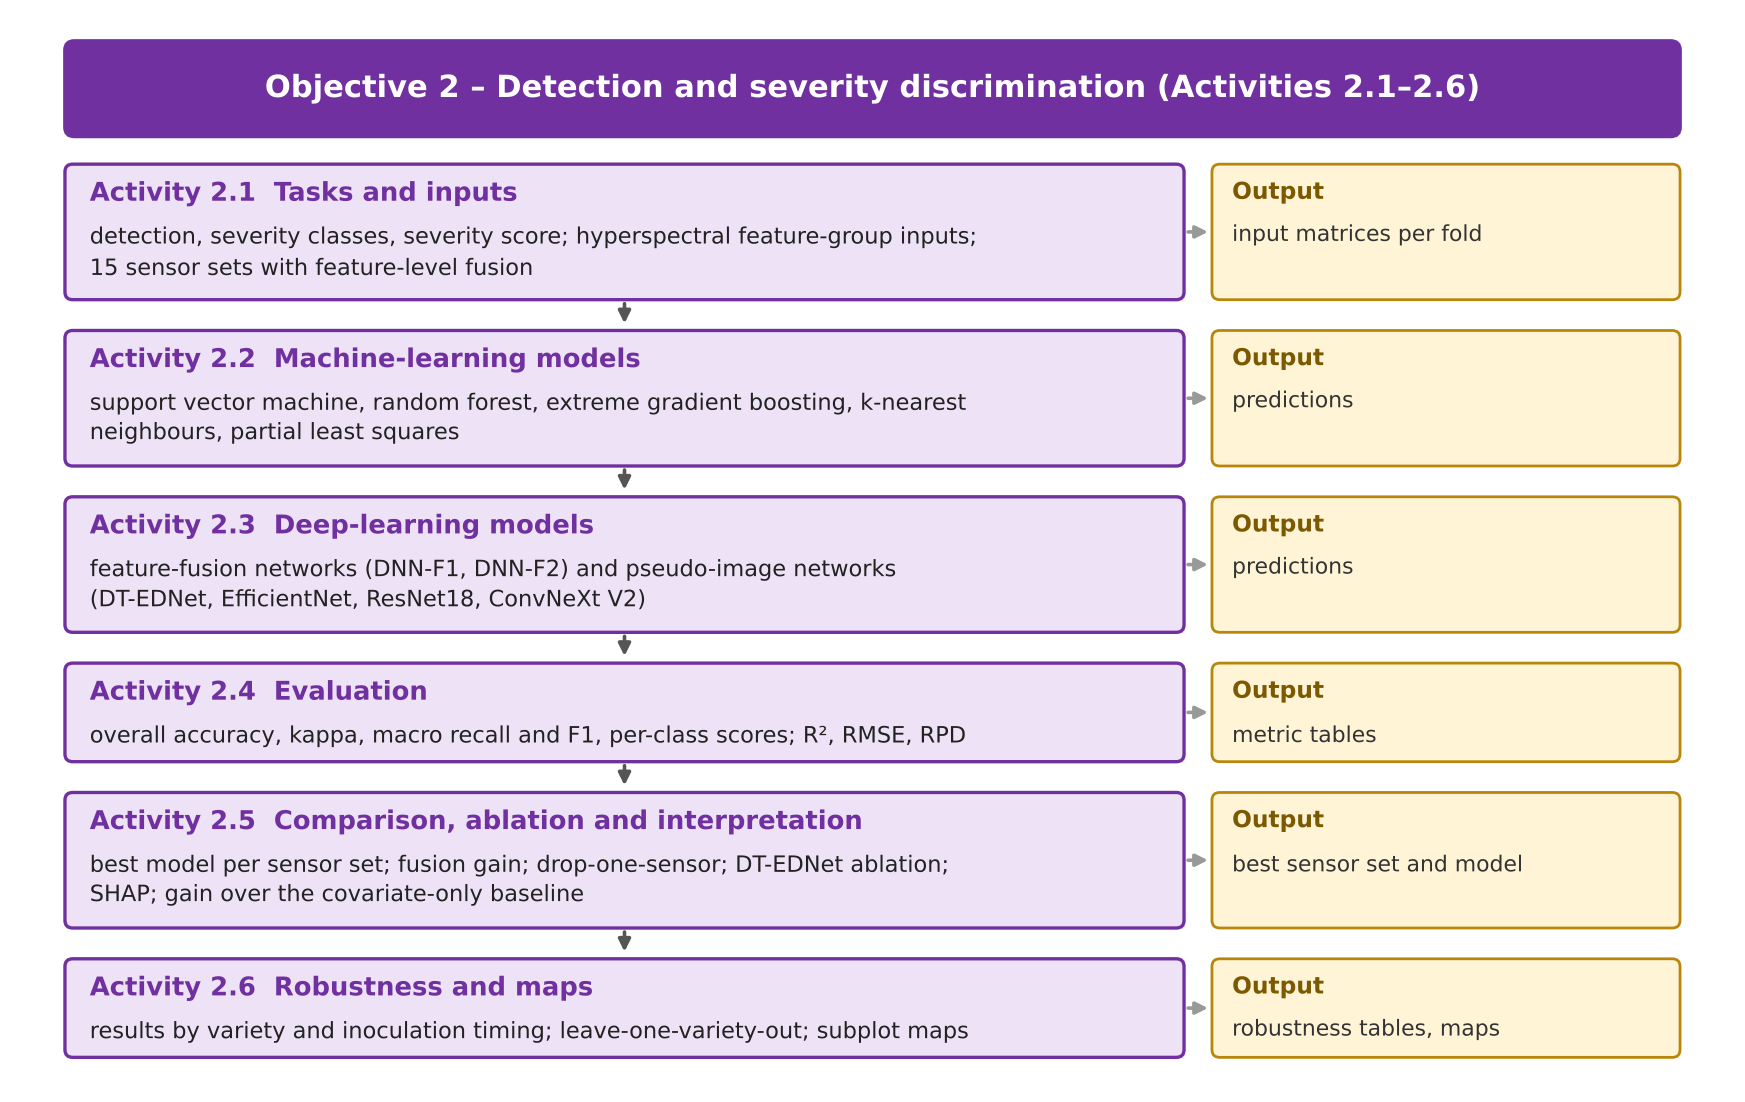 Objective 2 – Detection and severity discrimination (Activities 2.1–2.6)
Activity 2.1  Tasks and inputs
detection, severity classes, severity score; hyperspectral feature-group inputs;
15 sensor sets with feature-level fusion
Output
input matrices per fold
Activity 2.2  Machine-learning models
support vector machine, random forest, extreme gradient boosting, k-nearest
neighbours, partial least squares
Output
predictions
Activity 2.3  Deep-learning models
feature-fusion networks (DNN-F1, DNN-F2) and pseudo-image networks
(DT-EDNet, EfficientNet, ResNet18, ConvNeXt V2)
Output
predictions
Activity 2.4  Evaluation
overall accuracy, kappa, macro recall and F1, per-class scores; R², RMSE, RPD
Output
metric tables
Activity 2.5  Comparison, ablation and interpretation
best model per sensor set; fusion gain; drop-one-sensor; DT-EDNet ablation;
SHAP; gain over the covariate-only baseline
Output
best sensor set and model
Activity 2.6  Robustness and maps
results by variety and inoculation timing; leave-one-variety-out; subplot maps
Output
robustness tables, maps